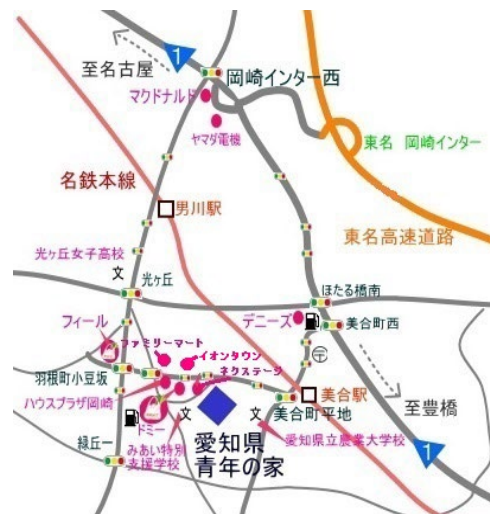 1
至名古屋
岡崎インター西
マクドナルド
ヤマダ電機
東名 岡崎インター
名鉄本線
男川駅
東名高速道路
光ヶ丘女子高校
文
光ヶ丘
ほたる橋南
フィール
デニーズ
美合町西
ファミリーマート
イオンタウン
〒
羽根町小豆坂
ネクステージ
ハウスプラザ岡崎
美合駅
美合町平地
至豊橋
ドミー
文
文
緑丘一
みあい特別
支援学校
愛知県
青年の家
愛知県立農業大学校
1